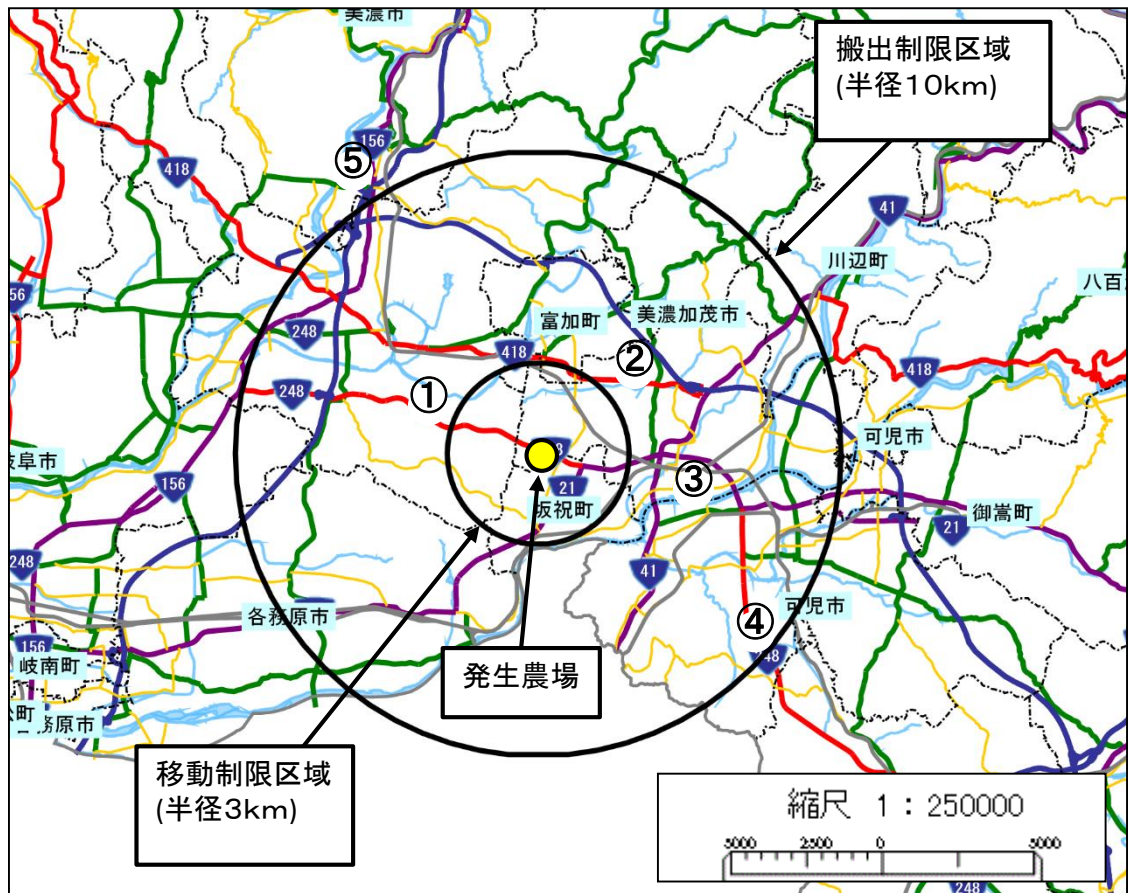 美濃市
搬出制限区域
(半径10km)
156
⑤
418
41
川辺町
八百
56
富加町
美濃加茂市
248
418
②
418
248
①
可児市
岐阜市
156
21
③
坂祝町
御嵩町
21
248
41
各務原市
④
可児市
156
岐南町
発生農場
48
町
務原市
移動制限区域
(半径3km)
縮尺 1：250000
5000 2500 0 5000
248